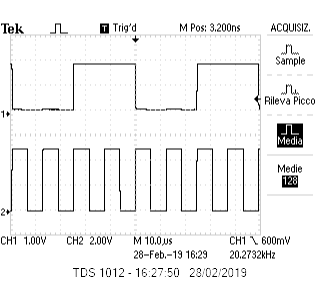 Tek Trig'd M Pos: 3.200ns ACQUISIZ.
Sample
Rileva Picco
Media
Medie
128
1
2
CH1 1.00V CH2 2.00V M 10.0µs CH1 600mV
28-Feb.-19 16:29 20.2732kHz
TDS 1012 - 16:27:50 28/02/2019